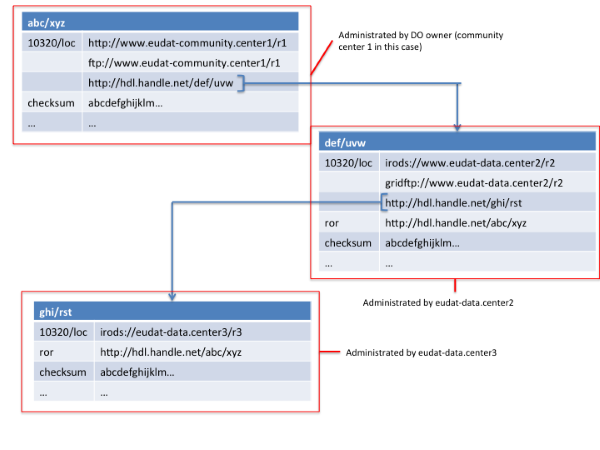 abc/xyz
10320/loc http://www.eudat-community.center1/r1
ftp://www.eudat-community.center1/r1
http://hdl.handle.net/def/uvw
checksum abcdefghijklm...
... ...
Administrated by DO owner (community
center 1 in this case)
def/uvw
10320/loc irods://www.eudat-data.center2/r2
gridftp://www.eudat-data.center2/r2
http://hdl.handle.net/ghi/rst
ror http://hdl.handle.net/abc/xyz
checksum abcdefghijklm...
... ...
Administrated by eudat-data.center2
ghi/rst
10320/loc irods://eudat-data.center3/r3
ror http://hdl.handle.net/abc/xyz
checksum abcdefghijklm...
... ...
Administrated by eudat-data.center3